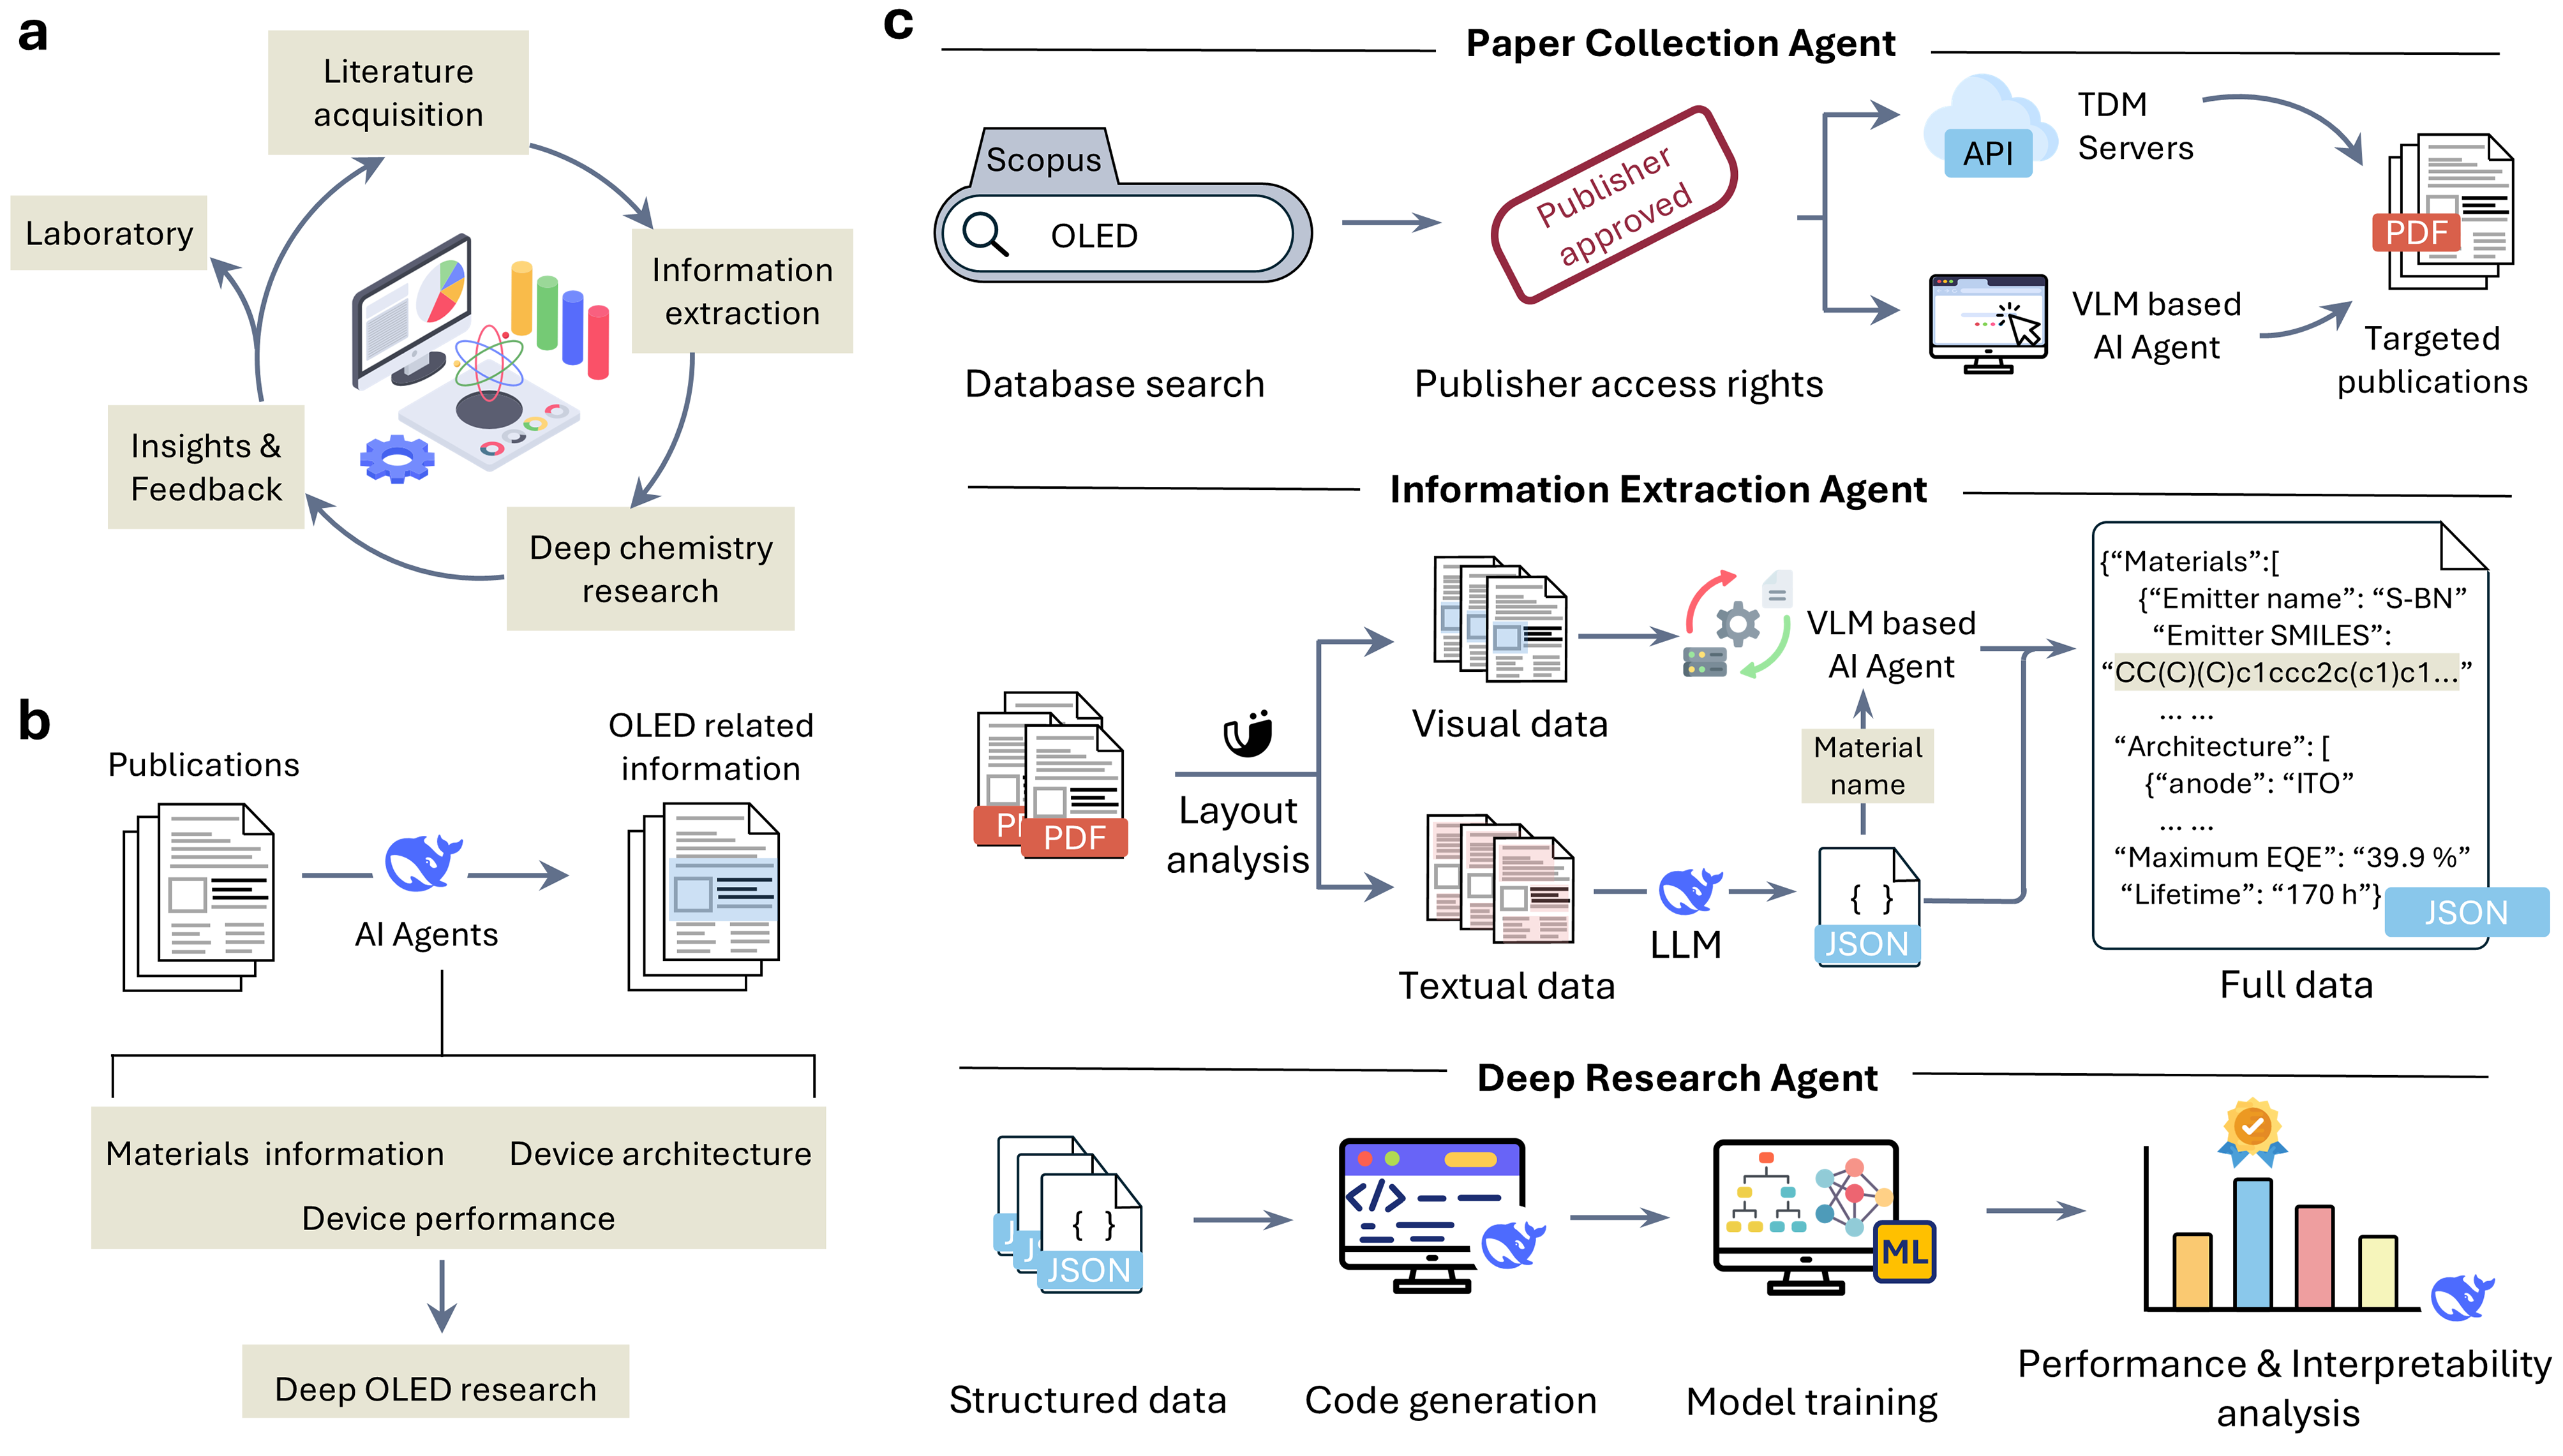 a
Literature
acquisition
Laboratory
Information
extraction
Insights &
Feedback
Deep chemistry
research
b
Publications
OLED related
information
AI Agents
Materials information
Device architecture
Device performance
Deep OLED research
c
Paper Collection Agent
Scopus
OLED
Database search
Publisher
approved
Publisher access rights
API
TDM
Servers
VLM based
AI Agent
PDF
Targeted
publications
Information Extraction Agent
PDF
Layout
analysis
Visual data
VLM based
AI Agent
Material
name
Textual data
LLM
{ }
JSON
{“Materials”:[
{“Emitter name”: “S-BN”
“Emitter SMILES”:
“CC(C)(C)c1ccc2c(c1)c1...”
... ...
“Architecture”: [
{“anode”: “ITO”
... ...
“Maximum EQE”: “39.9 %”
“Lifetime”: “170 h”}
JSON
Full data
Deep Research Agent
{ }
JSON
Structured data
</>
Code generation
ML
Model training
Performance & Interpretability
analysis